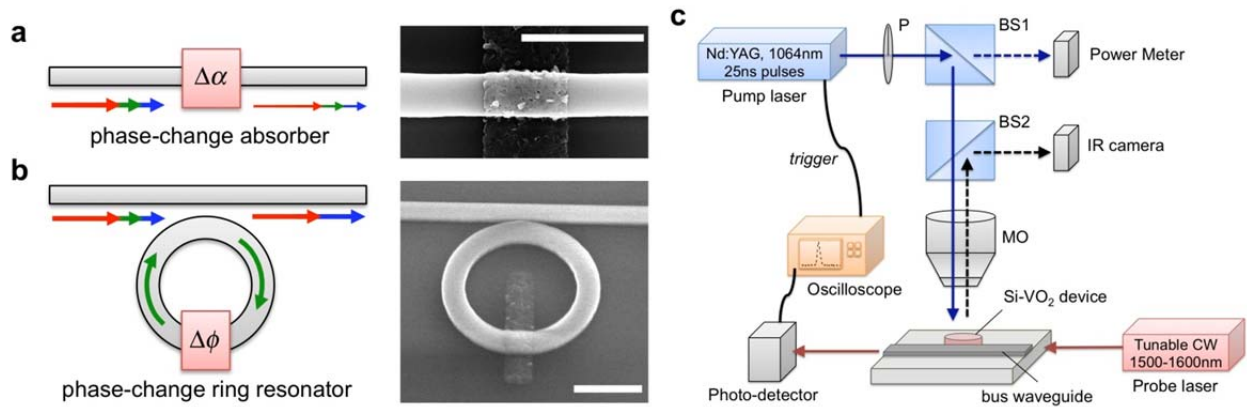 a
Δα
phase-change absorber
b
Δϕ
phase-change ring resonator
c
Nd:YAG, 1064nm
25ns pulses
Pump laser
P
BS1
Power Meter
BS2
IR camera
trigger
MO
Oscilloscope
Si-VO₂ device
Tunable CW
1500-1600nm
Probe laser
bus waveguide
Photo-detector